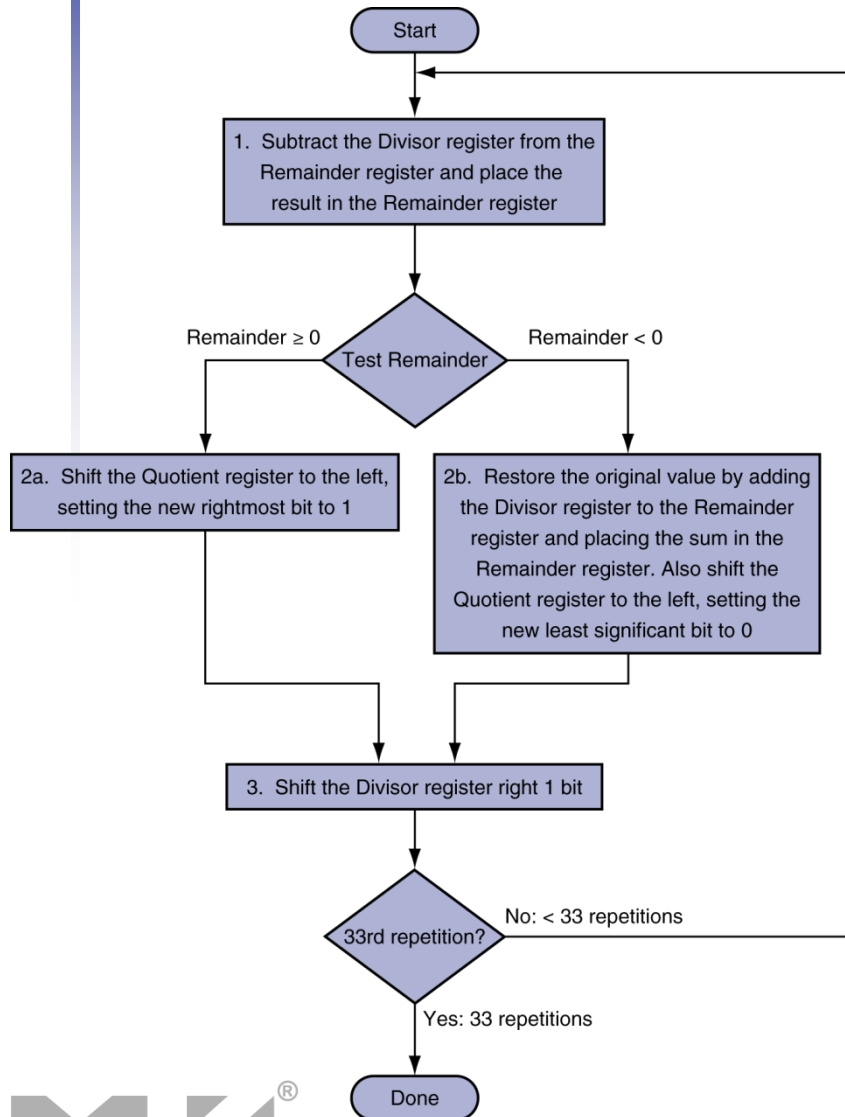 Start
1. Subtract the Divisor register from the
Remainder register and place the
result in the Remainder register
Remainder ≥ 0
Remainder < 0
Test Remainder
2a. Shift the Quotient register to the left,
setting the new rightmost bit to 1
2b. Restore the original value by adding
the Divisor register to the Remainder
register and placing the sum in the
Remainder register. Also shift the
Quotient register to the left, setting the
new least significant bit to 0
3. Shift the Divisor register right 1 bit
33rd repetition?
No: < 33 repetitions
Yes: 33 repetitions
Done
®